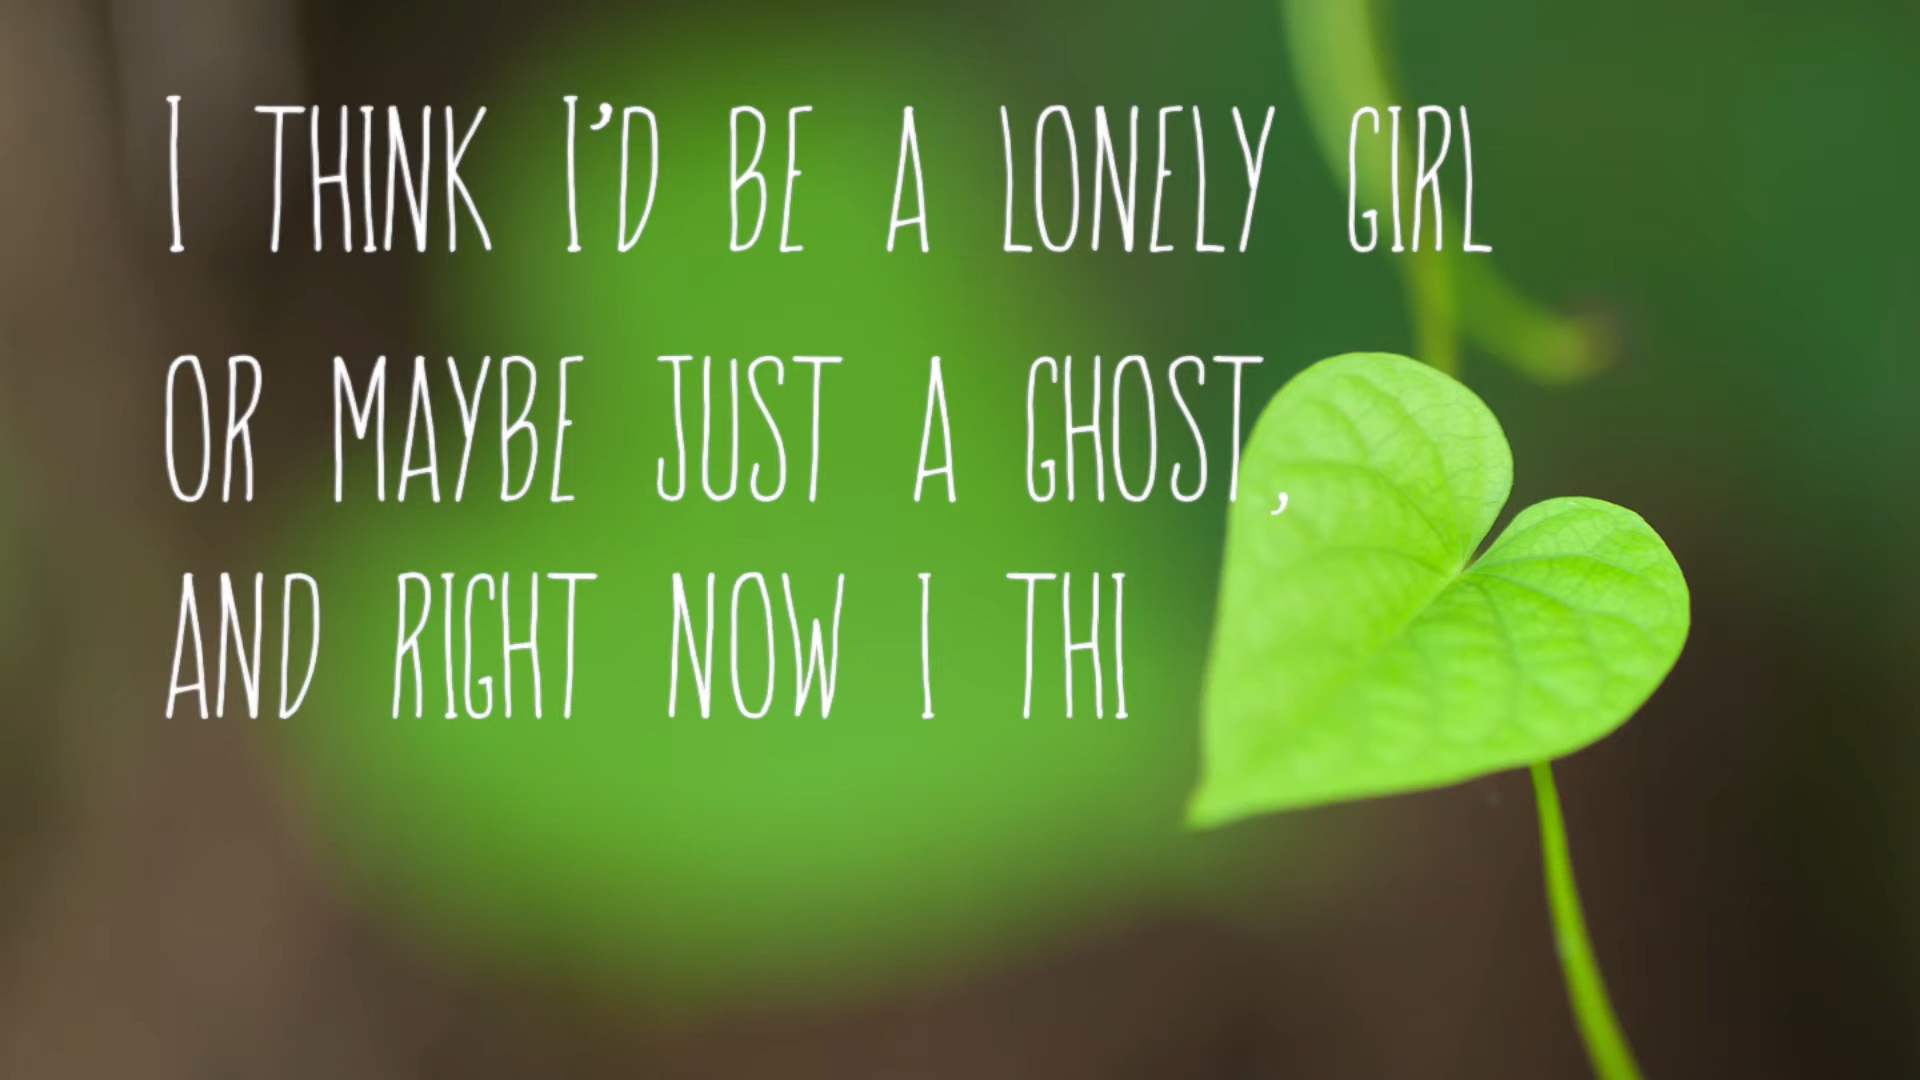 I THINK I'D BE A LONELY GIRL
OR MAYBE JUST A GHOST,
AND RIGHT NOW I THI